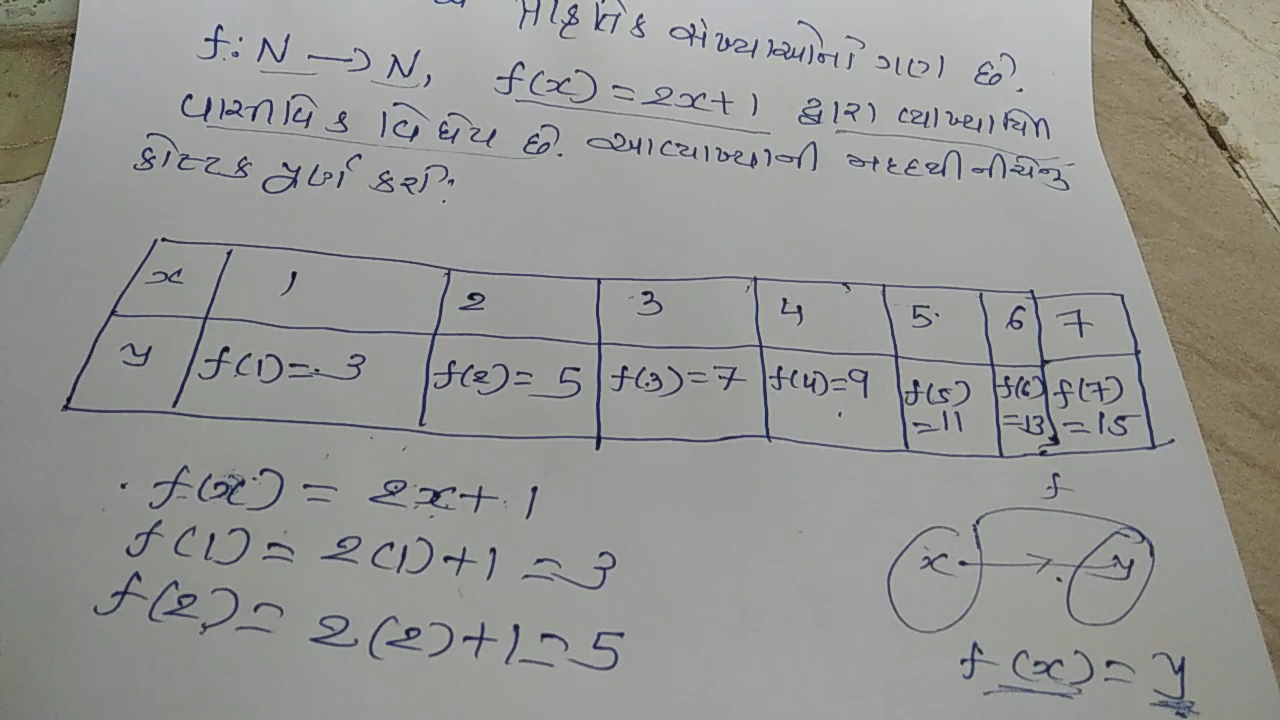 પ્રાકૃતિક સંખ્યાઓનો ગણ છે.
f: N → N, f(x) = 2x+1 દ્વારા વ્યાખ્યાયિત
વાસ્તવિક વિધેય છે. આ વ્યાખ્યાની મદદથી નીચેનું
કોષ્ટક પૂર્ણ કરો:
x 1 2 3 4 5 6 7
y f(1)=3 f(2)=5 f(3)=7 f(4)=9 f(5)=11 f(6)=13 f(7)=15
f(x) = 2x+1
f(1) = 2(1)+1 = 3
f(2) = 2(2)+1 = 5
f
x → y
f(x) = y